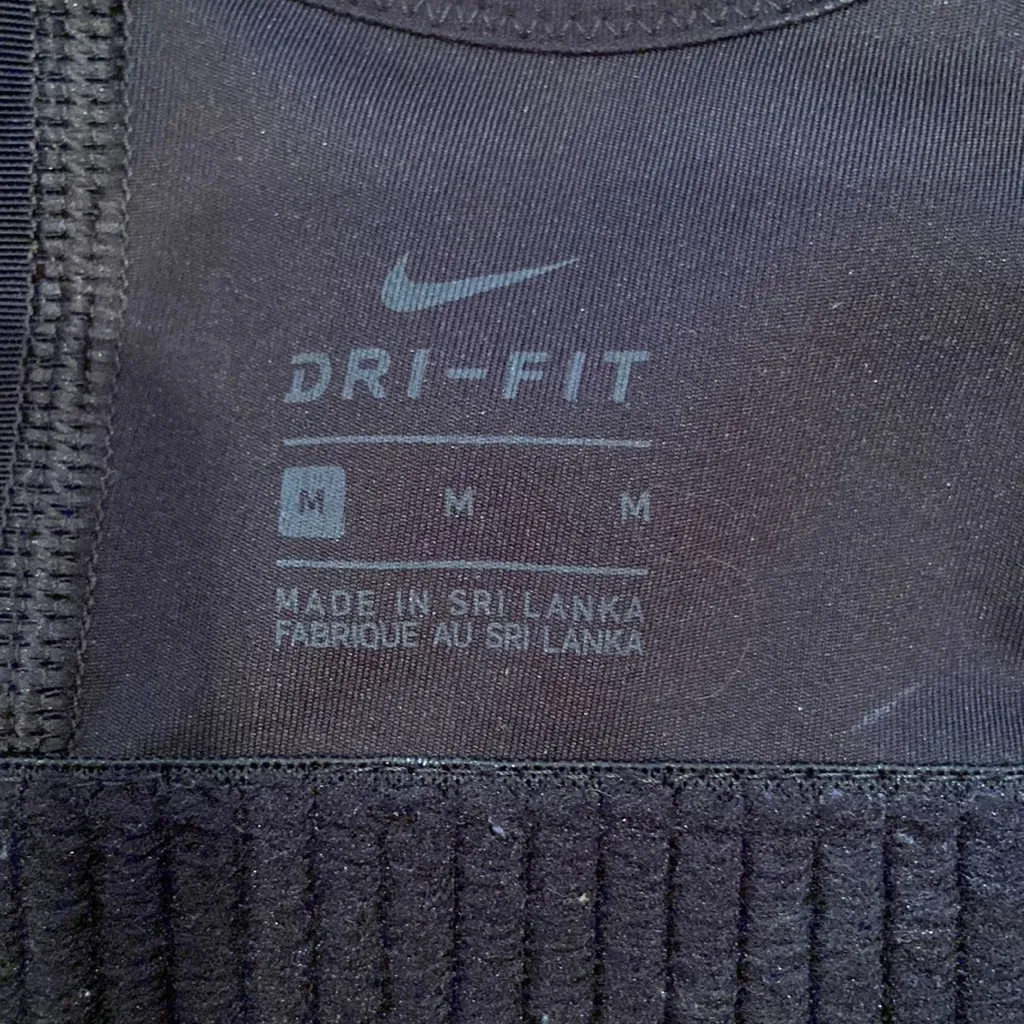 DRI-FIT
M M M
MADE IN SRI LANKA
FABRIQUE AU SRI LANKA